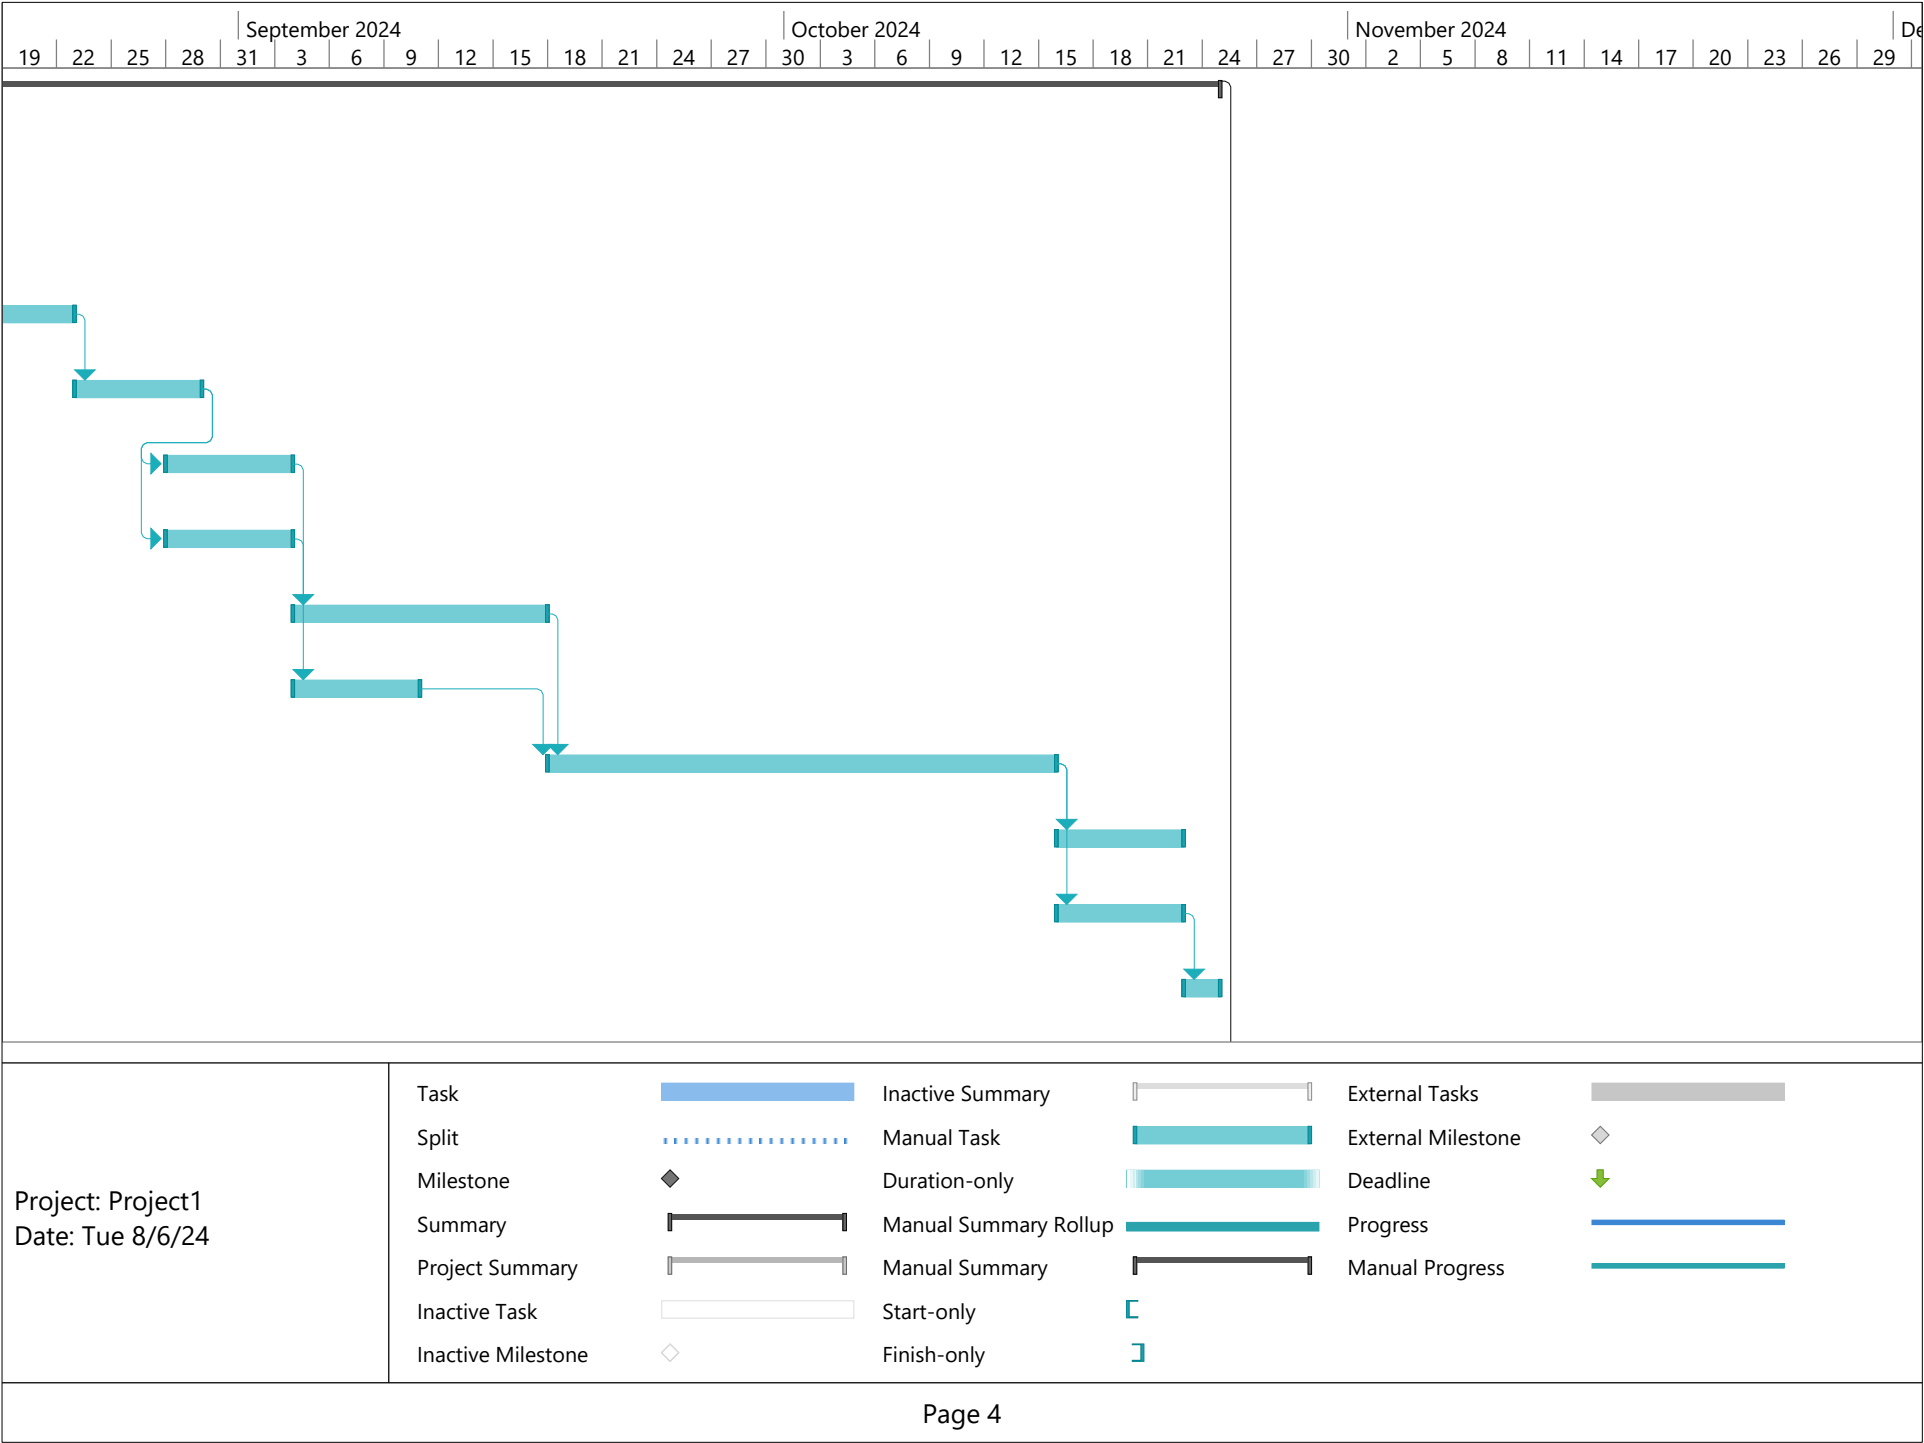 September 2024 October 2024 November 2024 De
19 22 25 28 31 3 6 9 12 15 18 21 24 27 30 3 6 9 12 15 18 21 24 27 30 2 5 8 11 14 17 20 23 26 29
Task Inactive Summary External Tasks
Split Manual Task External Milestone
Milestone Duration-only Deadline
Project: Project1
Date: Tue 8/6/24
Summary Manual Summary Rollup Progress
Project Summary Manual Summary Manual Progress
Inactive Task Start-only
Inactive Milestone Finish-only
Page 4